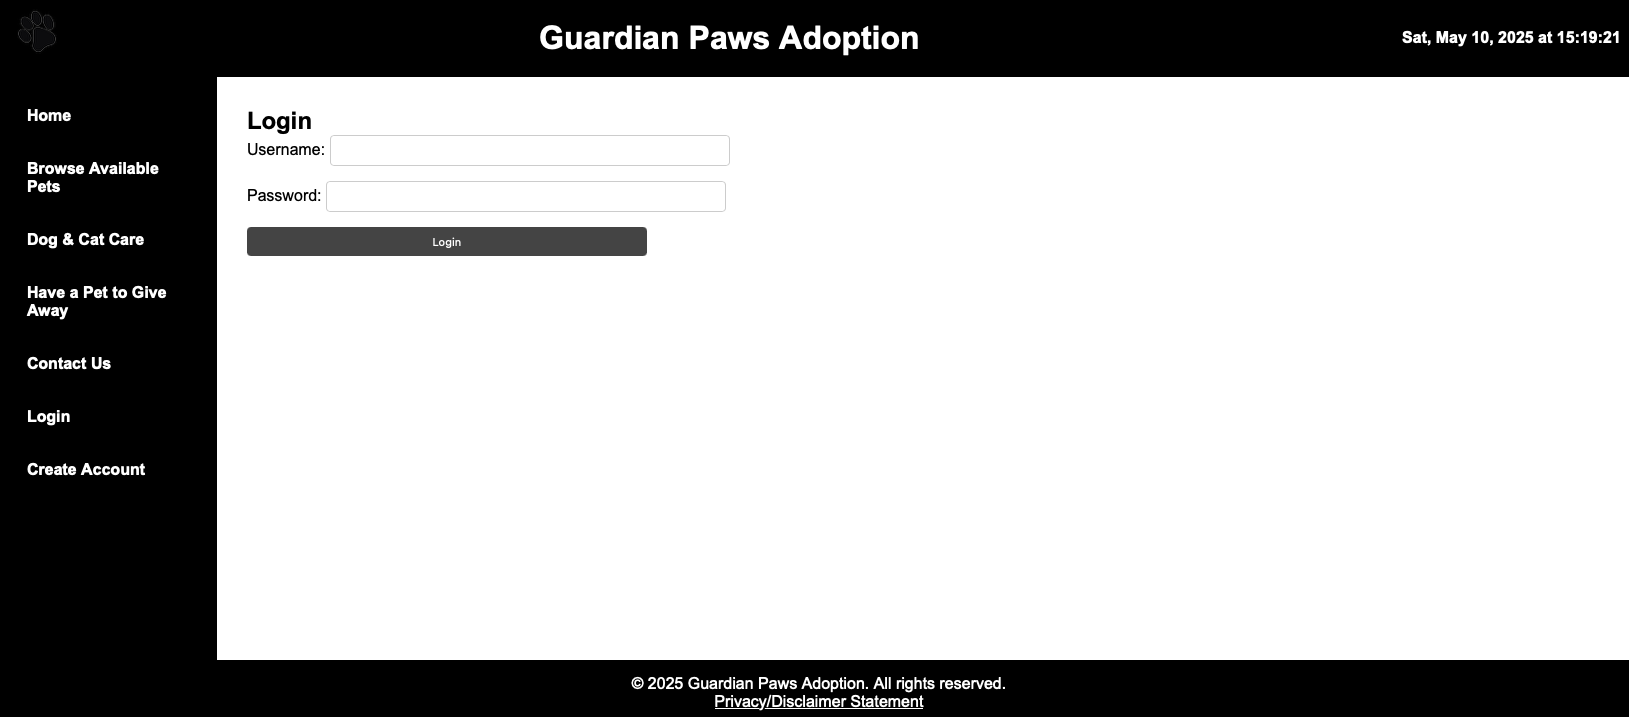 Guardian Paws Adoption
Sat, May 10, 2025 at 15:19:21
Home
Browse Available
Pets
Dog & Cat Care
Have a Pet to Give
Away
Contact Us
Login
Create Account
Login
Username:
Password:
Login
© 2025 Guardian Paws Adoption. All rights reserved.
Privacy/Disclaimer Statement